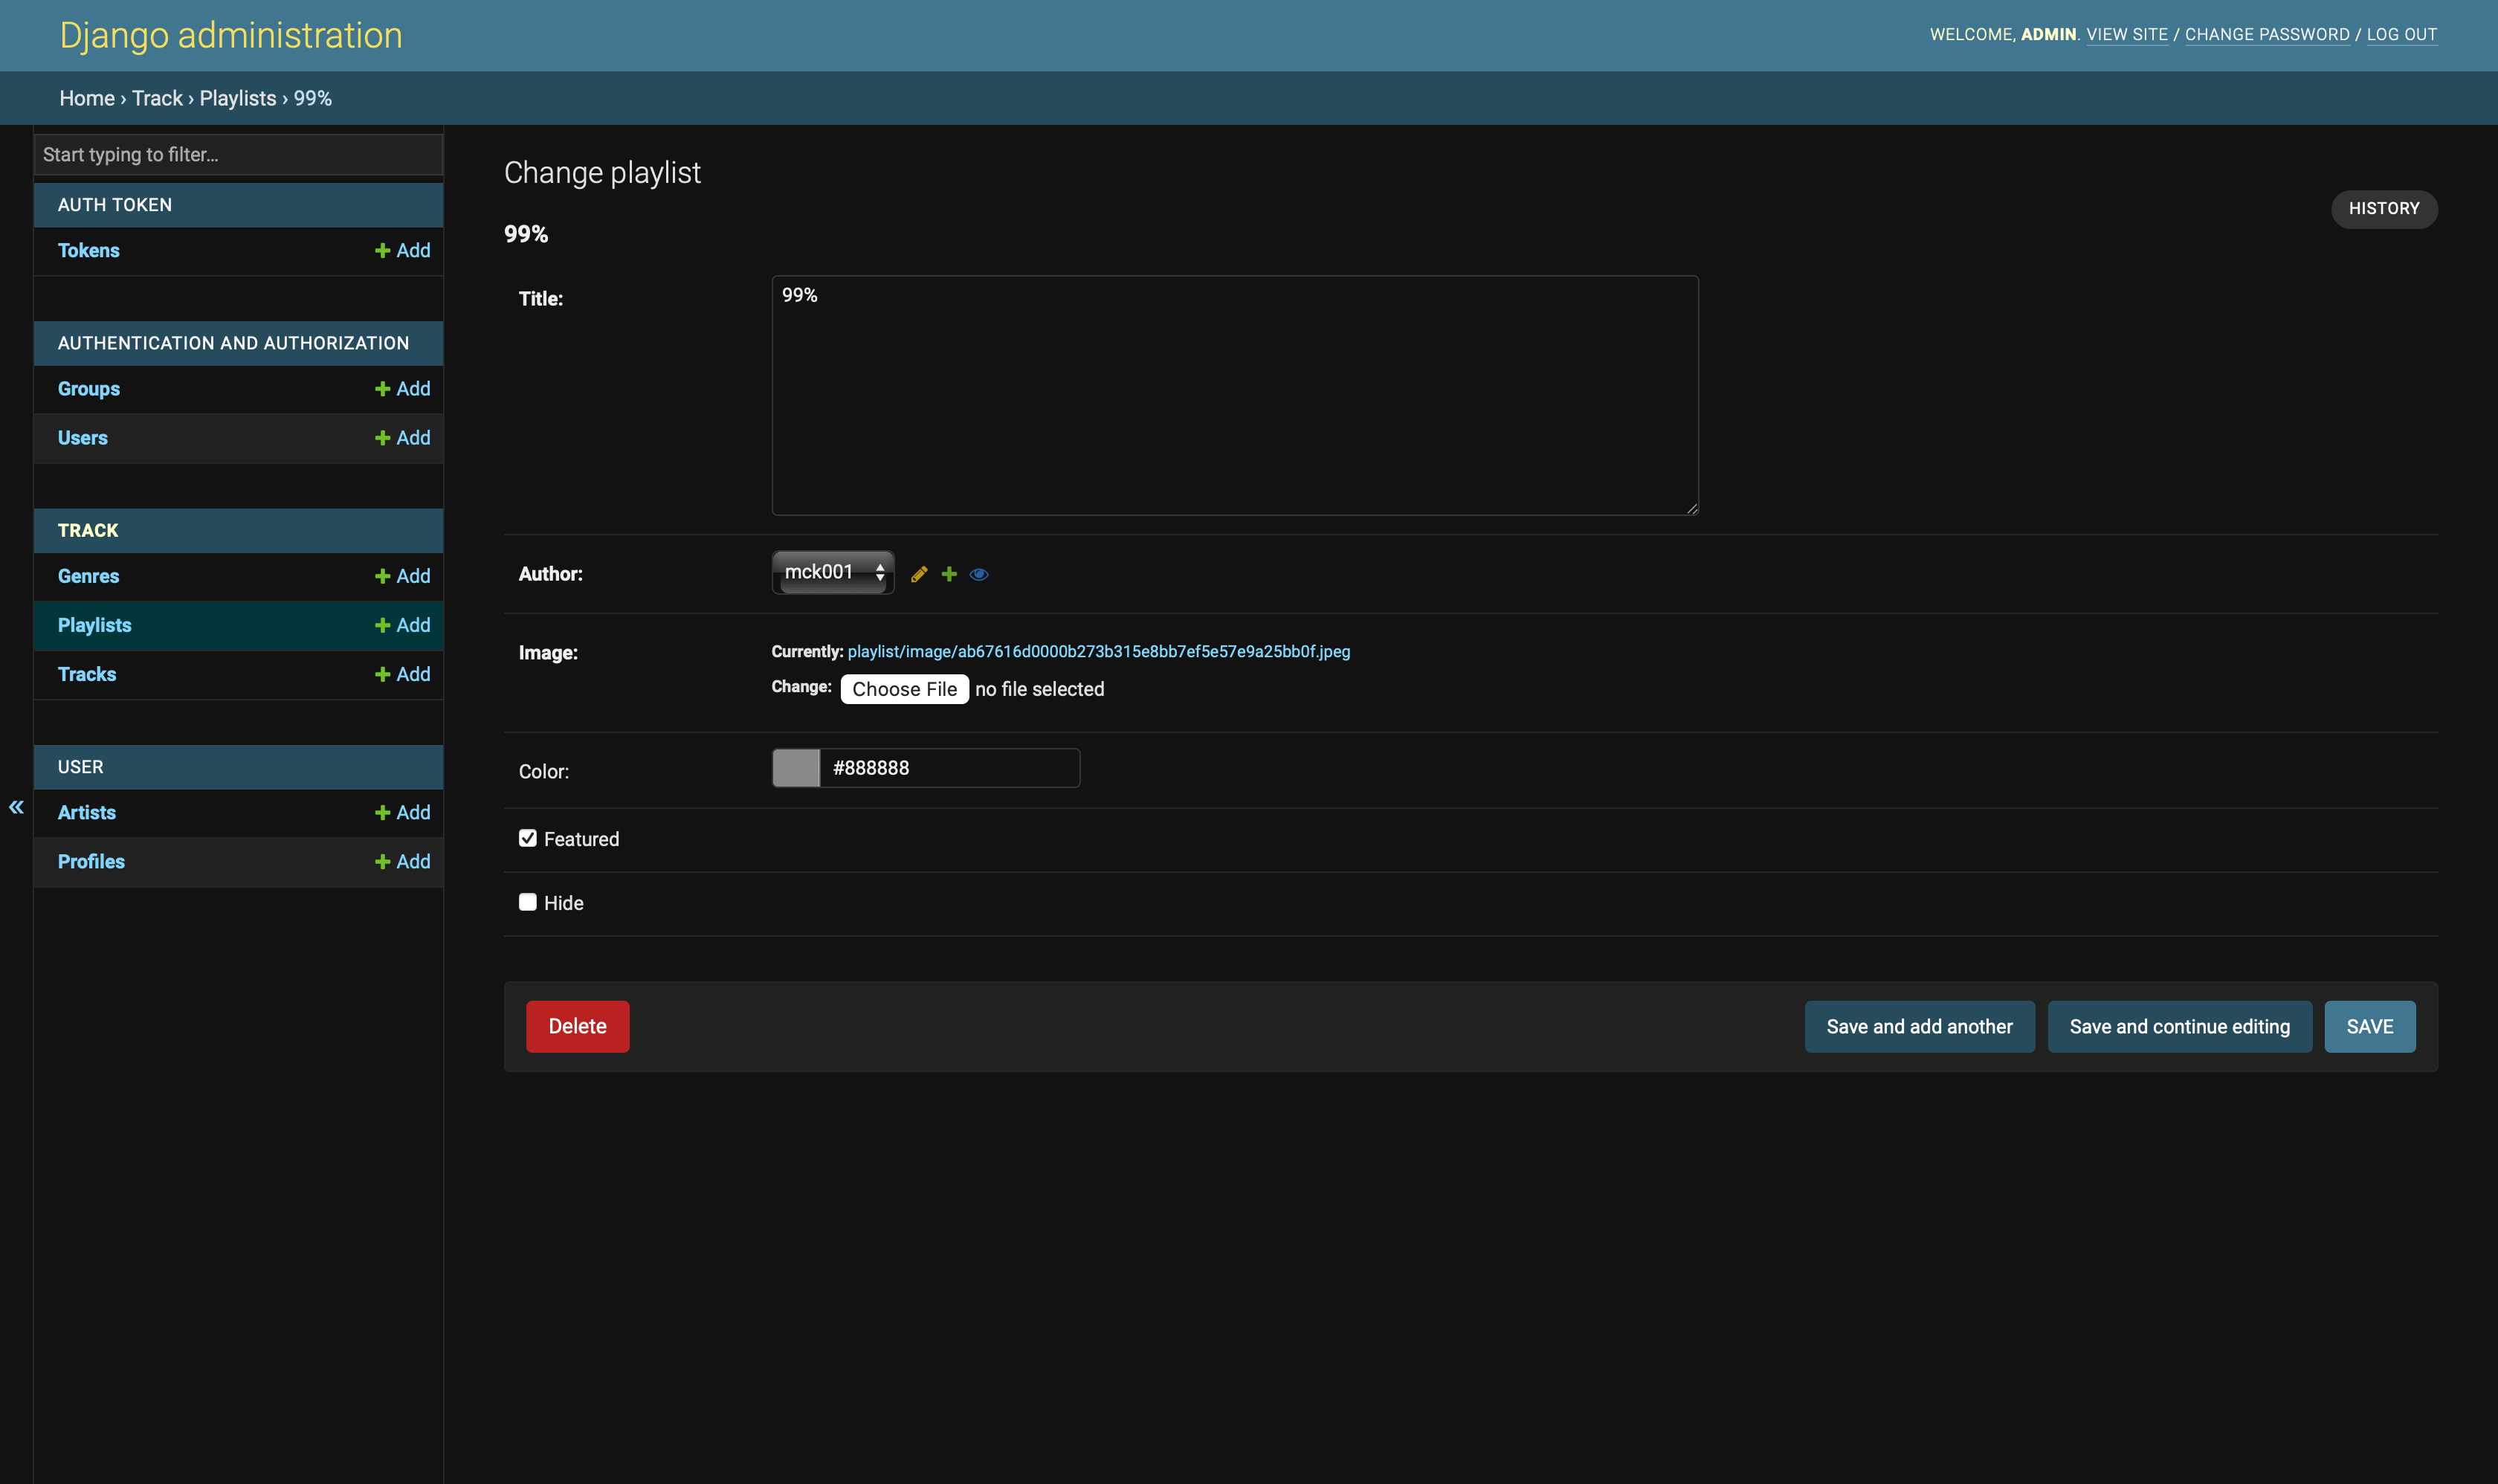 Django administration
WELCOME, ADMIN. VIEW SITE / CHANGE PASSWORD / LOG OUT
Home › Track › Playlists › 99%
Start typing to filter...
AUTH TOKEN
Tokens Add
AUTHENTICATION AND AUTHORIZATION
Groups Add
Users Add
TRACK
Genres Add
Playlists Add
Tracks Add
USER
Artists Add
Profiles Add
«
Change playlist
HISTORY
99%
Title: 99%
Author: mck001
Image: Currently: playlist/image/ab67616d0000b273b315e8bb7ef5e57e9a25bb0f.jpeg
Change: Choose File no file selected
Color: #888888
Featured
Hide
Delete Save and add another Save and continue editing SAVE